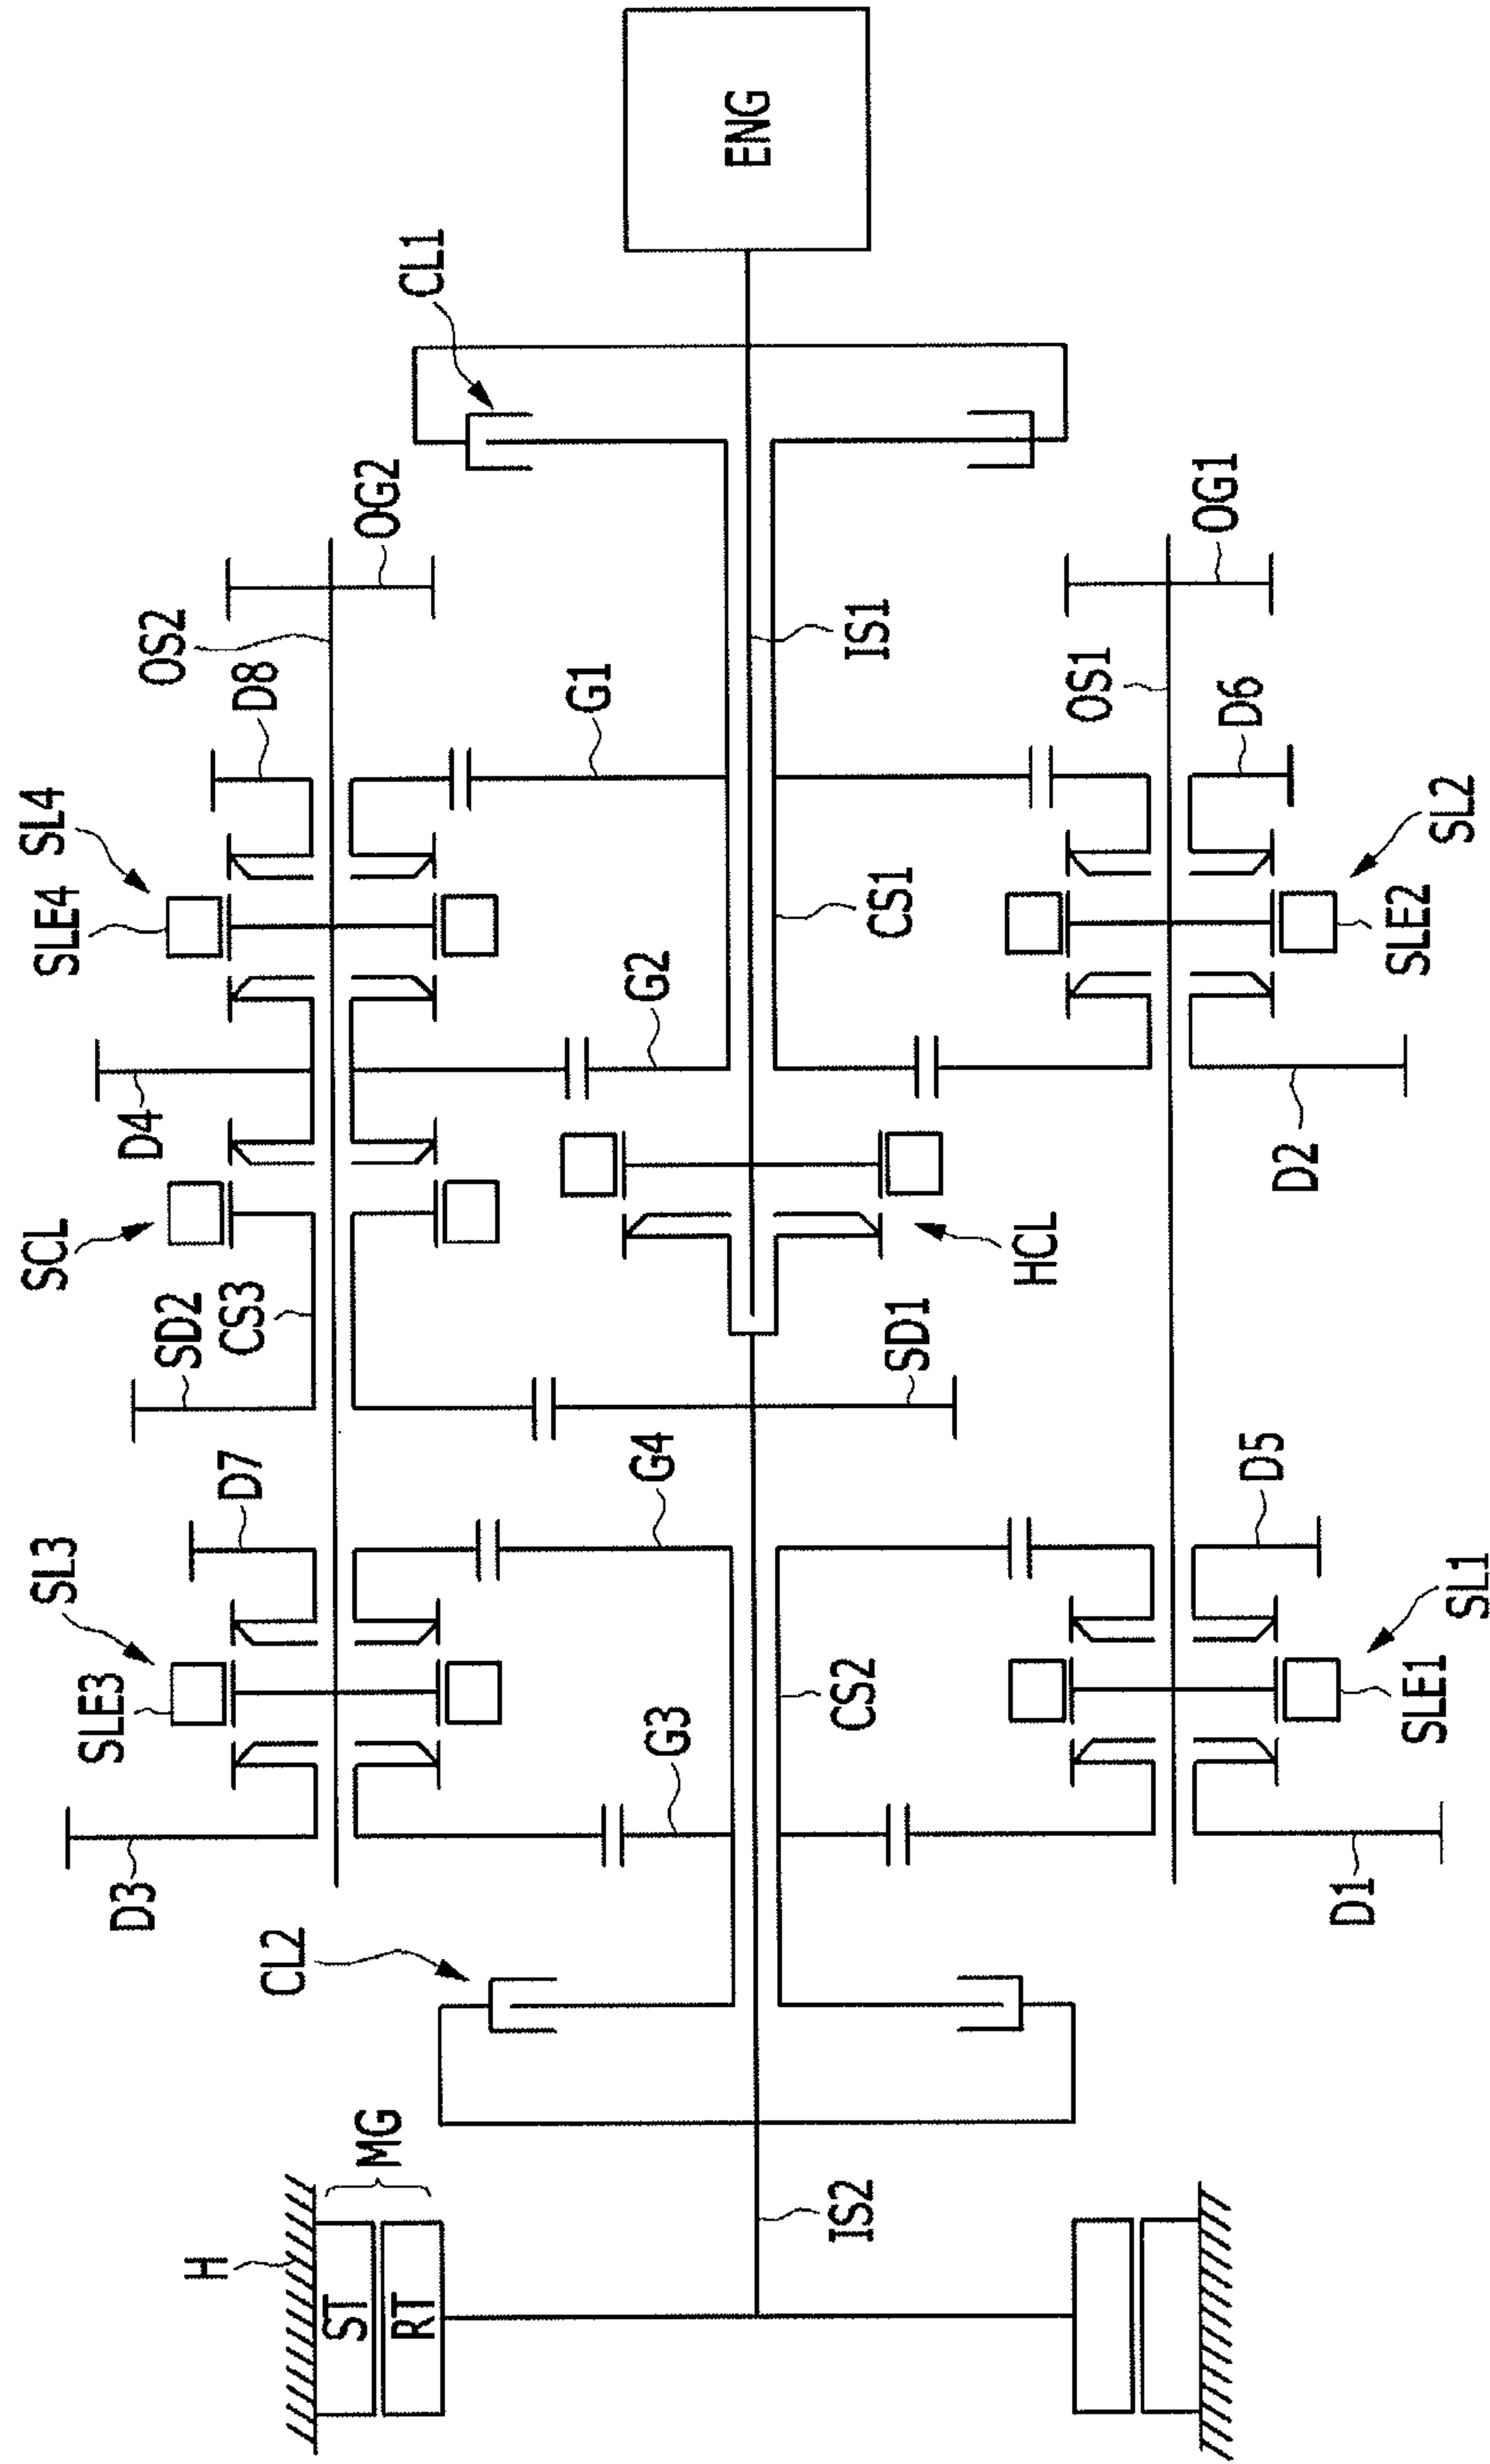 ENG
CL1
OG2
OG1
OS2
IS1
D8
G1
OS1
D6
SL4
SL2
SLE4
CS1
SLE2
G2
D4
D2
SCL
HCL
CS3
SD2
SD1
D7
G4
D5
SL3
SL1
SLE3
CS2
SLE1
G3
D3
D1
CL2
MG
IS2
H
ST
RT